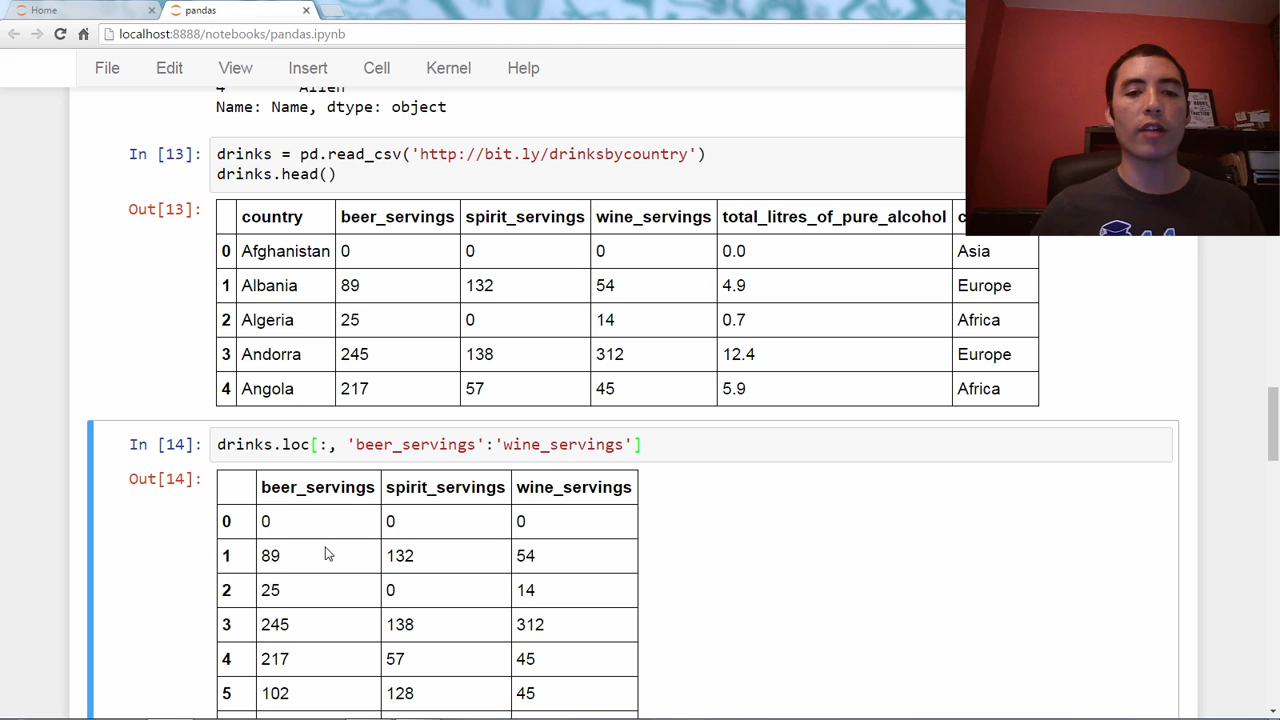 Home
pandas
localhost:8888/notebooks/pandas.ipynb
File Edit View Insert Cell Kernel Help
4 Allen
Name: Name, dtype: object
In [13]: drinks = pd.read_csv('http://bit.ly/drinksbycountry')
drinks.head()
Out[13]:
country beer_servings spirit_servings wine_servings total_litres_of_pure_alcohol
0 Afghanistan 0 0 0 0.0 Asia
1 Albania 89 132 54 4.9 Europe
2 Algeria 25 0 14 0.7 Africa
3 Andorra 245 138 312 12.4 Europe
4 Angola 217 57 45 5.9 Africa
In [14]: drinks.loc[:, 'beer_servings':'wine_servings']
Out[14]:
beer_servings spirit_servings wine_servings
0 0 0 0
1 89 132 54
2 25 0 14
3 245 138 312
4 217 57 45
5 102 128 45